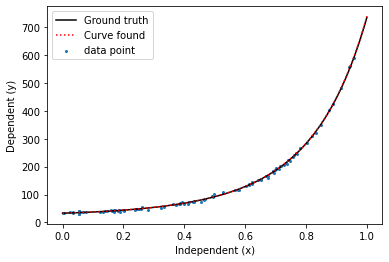 Ground truth
Curve found
data point
Dependent (y)
700
600
500
400
300
200
100
0
0.0 0.2 0.4 0.6 0.8 1.0
Independent (x)